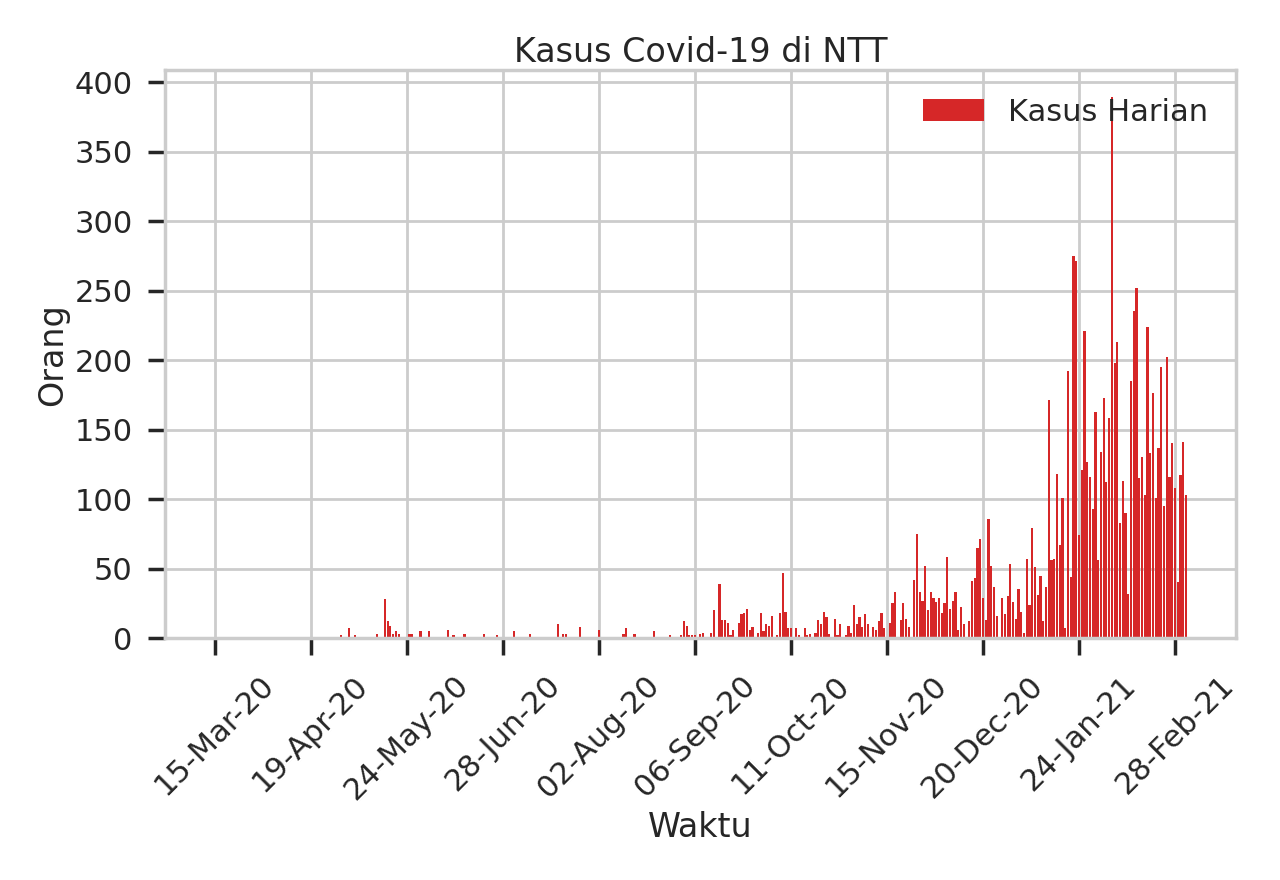 Kasus Covid-19 di NTT
Kasus Harian
400
350
300
250
200
150
100
50
0
Orang
15-Mar-20
19-Apr-20
24-May-20
28-Jun-20
02-Aug-20
06-Sep-20
11-Oct-20
15-Nov-20
20-Dec-20
24-Jan-21
28-Feb-21
Waktu